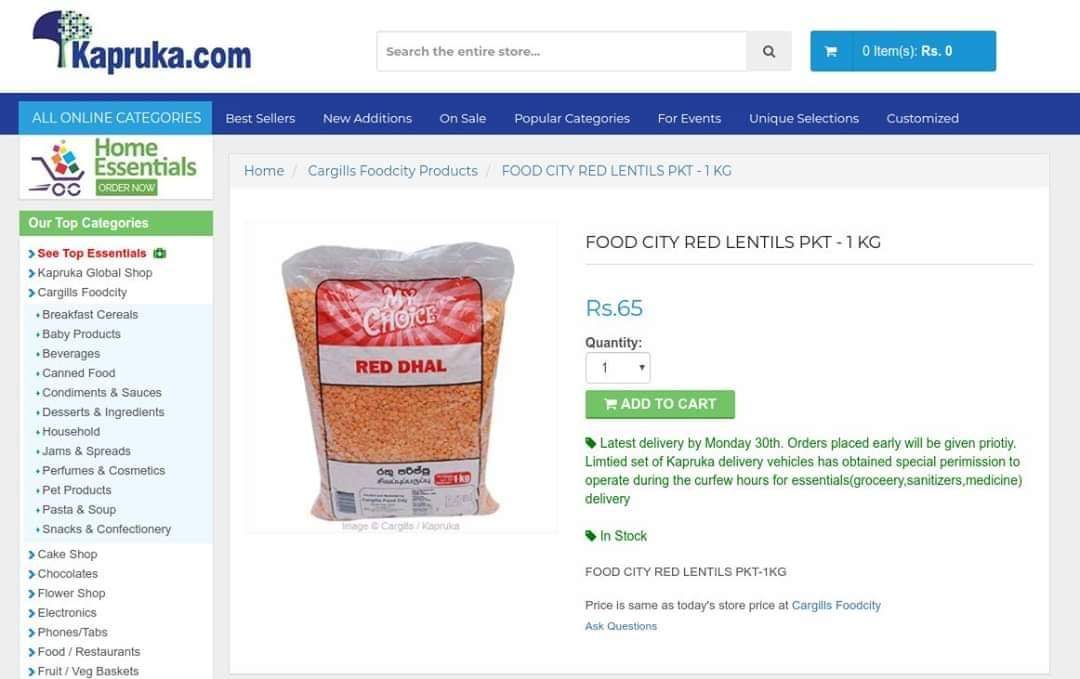 Kapruka.com
Search the entire store...
0 Item(s): Rs. 0
ALL ONLINE CATEGORIES
Best Sellers
New Additions
On Sale
Popular Categories
For Events
Unique Selections
Customized
Home
Essentials
ORDER NOW
Our Top Categories
See Top Essentials
Kapruka Global Shop
Cargills Foodcity
Breakfast Cereals
Baby Products
Beverages
Canned Food
Condiments & Sauces
Desserts & Ingredients
Household
Jams & Spreads
Perfumes & Cosmetics
Pet Products
Pasta & Soup
Snacks & Confectionery
Cake Shop
Chocolates
Flower Shop
Electronics
Phones/Tabs
Food / Restaurants
Fruit / Veg Baskets
Home / Cargills Foodcity Products / FOOD CITY RED LENTILS PKT - 1 KG
MY
CHOICE
RED DHAL
රතු පරිප්පු
சிவப்புப்பருப்பு
1kg
Image © Cargills / Kapruka
FOOD CITY RED LENTILS PKT - 1 KG
Rs.65
Quantity:
1
ADD TO CART
Latest delivery by Monday 30th. Orders placed early will be given priotiy.
Limtied set of Kapruka delivery vehicles has obtained special perimission to
operate during the curfew hours for essentials(groceery,sanitizers,medicine)
delivery
In Stock
FOOD CITY RED LENTILS PKT-1KG
Price is same as today's store price at Cargills Foodcity
Ask Questions